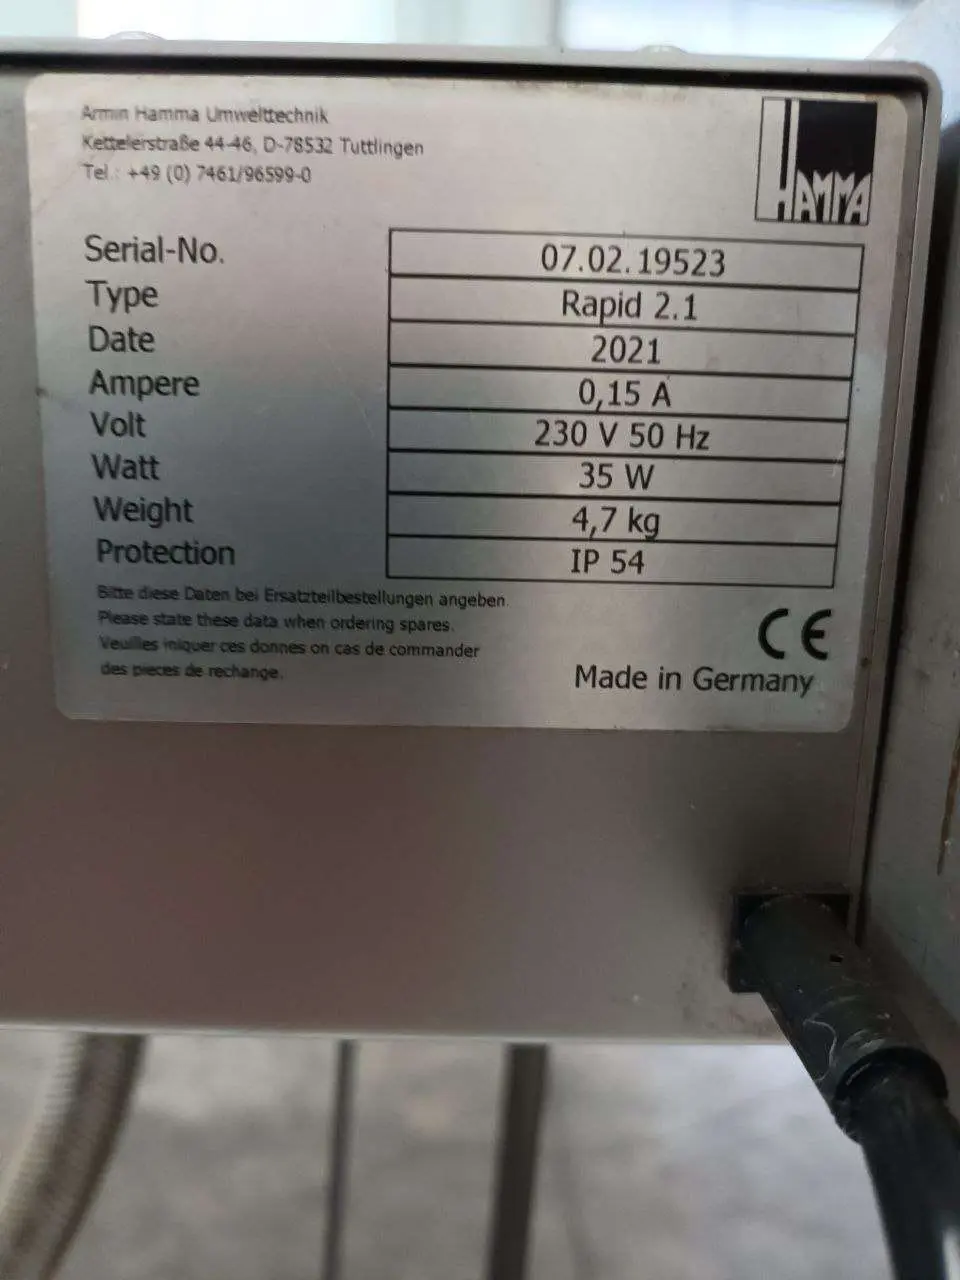 Armin Hamma Umwelttechnik
Kettelerstraße 44-46, D-78532 Tuttlingen
Tel.: +49 (0) 7461/96599-0
HAMMA
Serial-No. 07.02.19523
Type Rapid 2.1
Date 2021
Ampere 0,15 A
Volt 230 V 50 Hz
Watt 35 W
Weight 4,7 kg
Protection IP 54
Bitte diese Daten bei Ersatzteilbestellungen angeben.
Please state these data when ordering spares.
Veuilles iniquer ces donnes on cas de commander
des pieces de rechange.
CE
Made in Germany